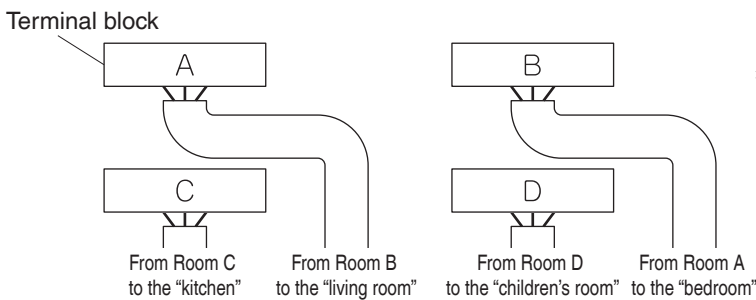 Terminal block
A
B
C
D
From Room C
to the “kitchen”
From Room B
to the “living room”
From Room D
to the “children’s room”
From Room A
to the “bedroom”